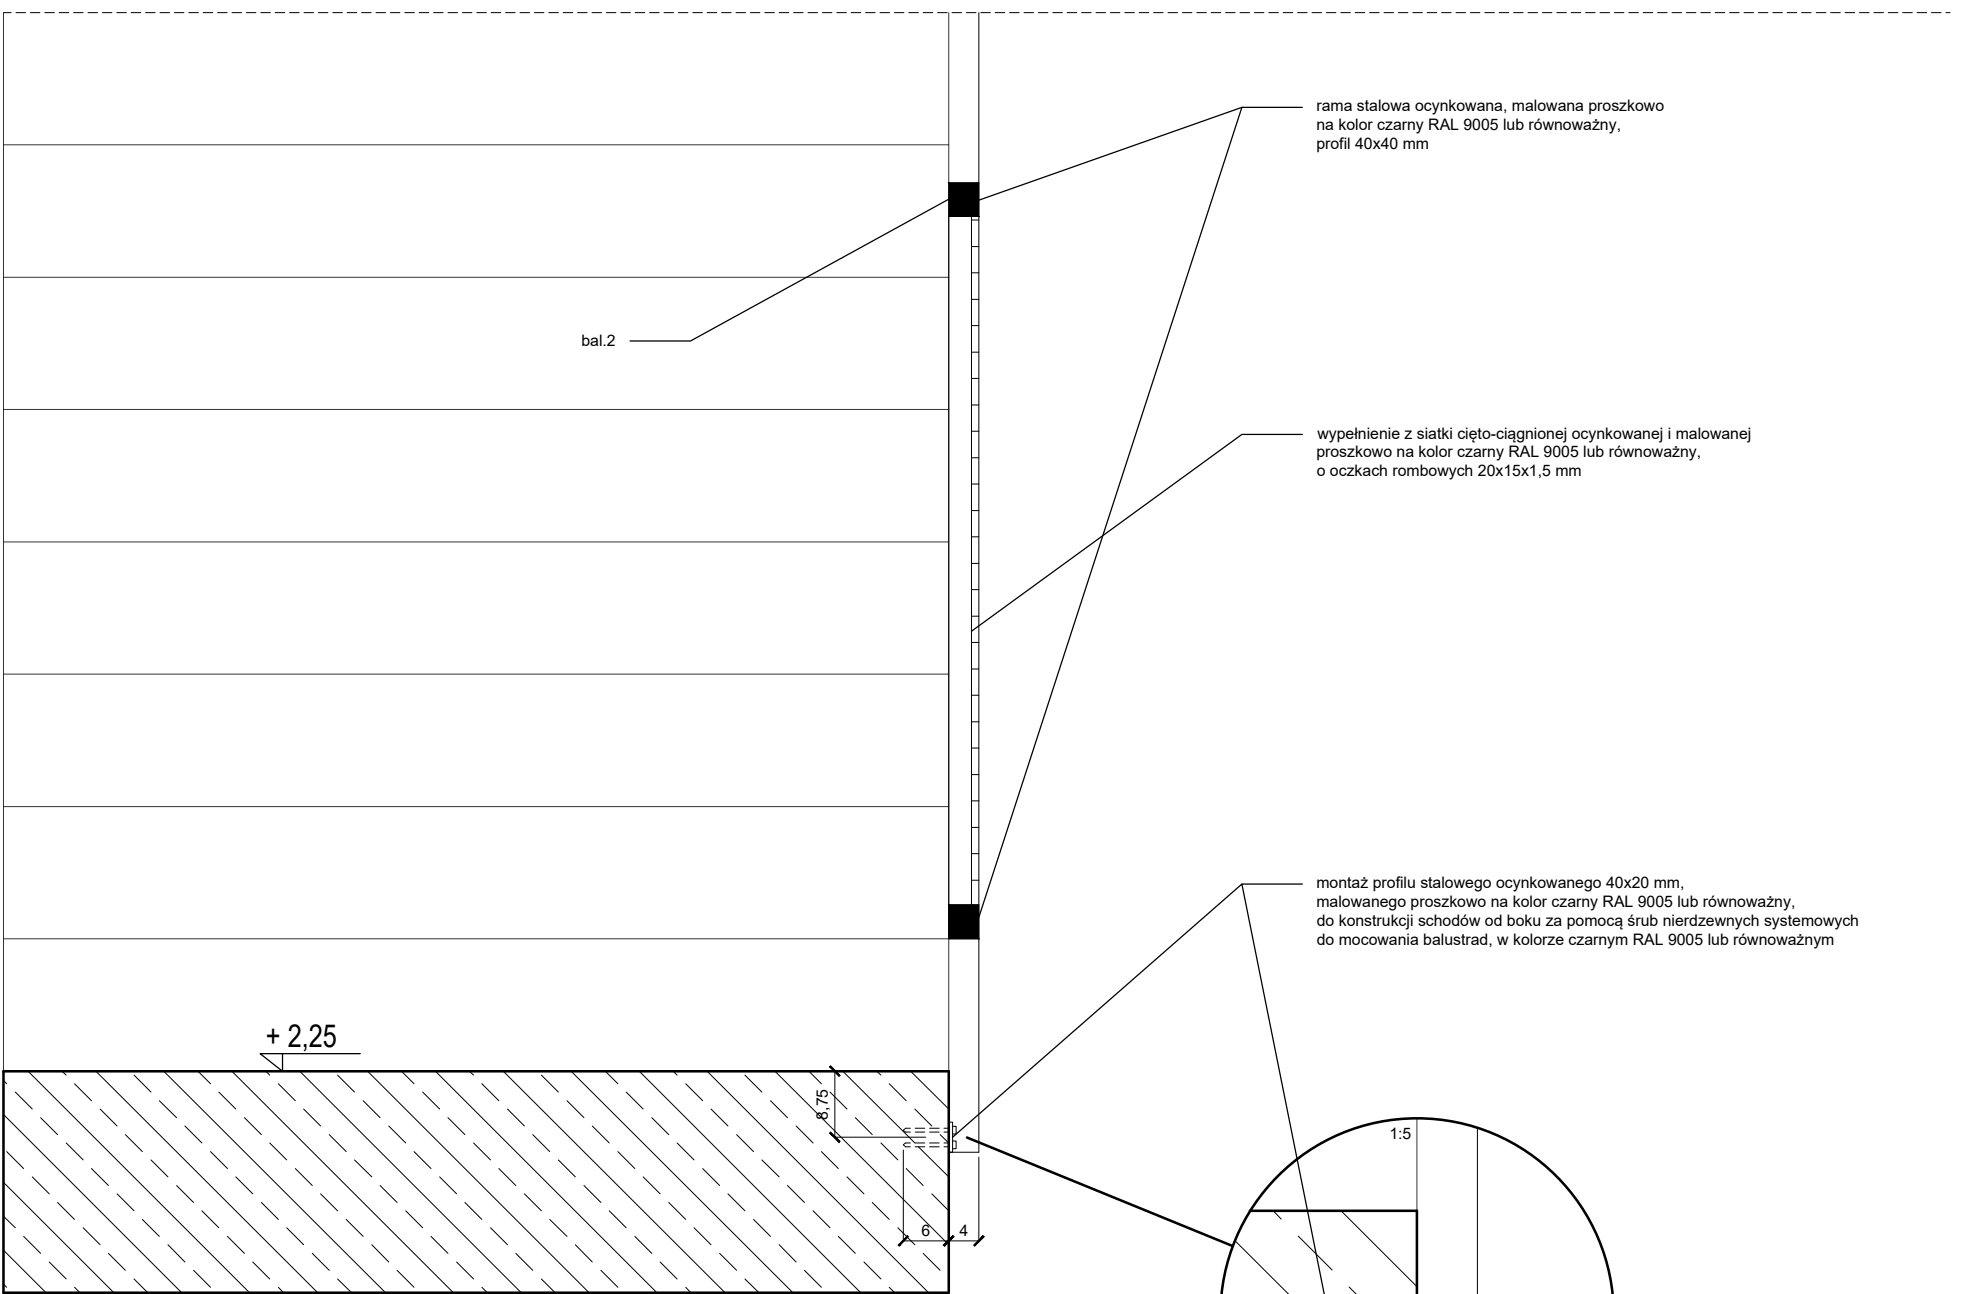 rama stalowa ocynkowana, malowana proszkowo
na kolor czarny RAL 9005 lub równoważny,
profil 40x40 mm
bal.2
wypełnienie z siatki cięto-ciągnionej ocynkowanej i malowanej
proszkowo na kolor czarny RAL 9005 lub równoważny,
o oczkach rombowych 20x15x1,5 mm
montaż profilu stalowego ocynkowanego 40x20 mm,
malowanego proszkowo na kolor czarny RAL 9005 lub równoważny,
do konstrukcji schodów od boku za pomocą śrub nierdzewnych systemowych
do mocowania balustrad, w kolorze czarnym RAL 9005 lub równoważnym
+ 2,25
8,75
1:5
6
4